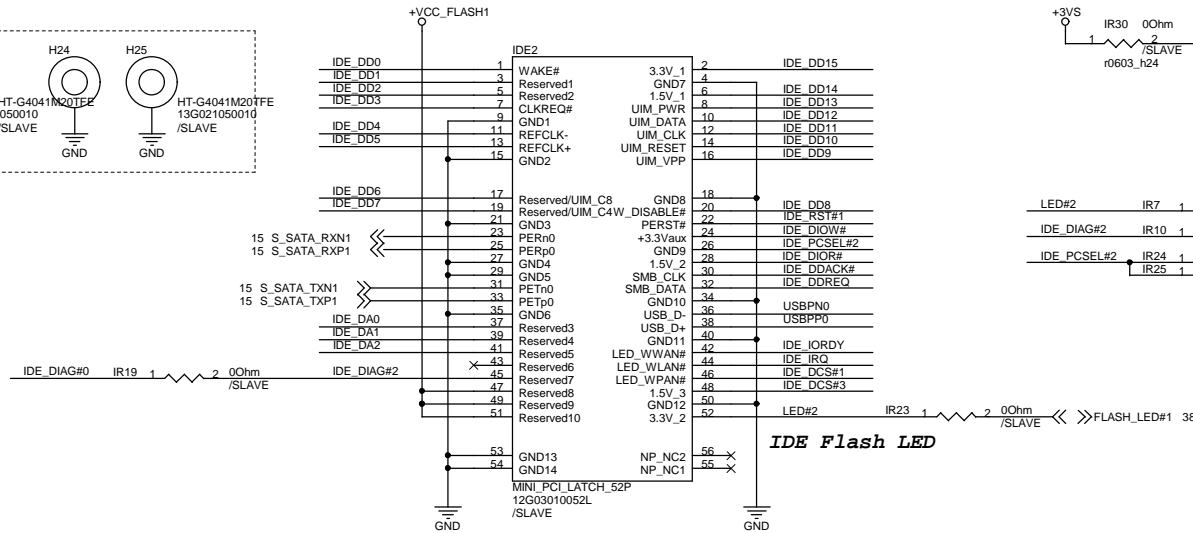 +VCC_FLASH1
+3VS
IR30 0Ohm
1 2
/SLAVE
r0603_h24
H24 H25
HT-G4041M20TFE HT-G4041M20TFE
050010 13G021050010
/SLAVE /SLAVE
GND GND
IDE2
IDE_DD0 1 WAKE# 3.3V_1 2 IDE_DD15
IDE_DD1 3 Reserved1 GND7 4
IDE_DD2 5 Reserved2 1.5V_1 6 IDE_DD14
IDE_DD3 7 CLKREQ# UIM_PWR 8 IDE_DD13
9 GND1 UIM_DATA 10 IDE_DD12
IDE_DD4 11 REFCLK- UIM_CLK 12 IDE_DD11
IDE_DD5 13 REFCLK+ UIM_RESET 14 IDE_DD10
15 GND2 UIM_VPP 16 IDE_DD9
IDE_DD6 17 Reserved/UIM_C8 GND8 18
IDE_DD7 19 Reserved/UIM_C4W_DISABLE# 20 IDE_DD8
21 GND3 PERST# 22 IDE_RST#1
15 S_SATA_RXN1 23 PERn0 +3.3Vaux 24 IDE_DIOW#
15 S_SATA_RXP1 25 PERp0 GND9 26 IDE_PCSEL#2
27 GND4 1.5V_2 28 IDE_DIOR#
29 GND5 SMB_CLK 30 IDE_DDACK#
15 S_SATA_TXN1 31 PETn0 SMB_DATA 32 IDE_DDREQ
15 S_SATA_TXP1 33 PETp0 GND10 34
35 GND6 USB_D- 36 USBPN0
IDE_DA0 37 Reserved3 USB_D+ 38 USBPP0
IDE_DA1 39 Reserved4 GND11 40
IDE_DA2 41 Reserved5 LED_WWAN# 42 IDE_IORDY
43 Reserved6 LED_WLAN# 44 IDE_IRQ
IDE_DIAG#0 IR19 1 2 0Ohm /SLAVE IDE_DIAG#2 45 Reserved7 LED_WPAN# 46 IDE_DCS#1
47 Reserved8 1.5V_3 48 IDE_DCS#3
49 Reserved9 GND12 50
51 Reserved10 3.3V_2 52 LED#2 IR23 1 2 0Ohm /SLAVE FLASH_LED#1 38
IDE Flash LED
53 GND13 NP_NC2 56
54 GND14 NP_NC1 55
MINI_PCI_LATCH_52P
12G03010052L
/SLAVE
GND GND
LED#2 IR7 1
IDE_DIAG#2 IR10 1
IDE_PCSEL#2 IR24 1
IR25 1